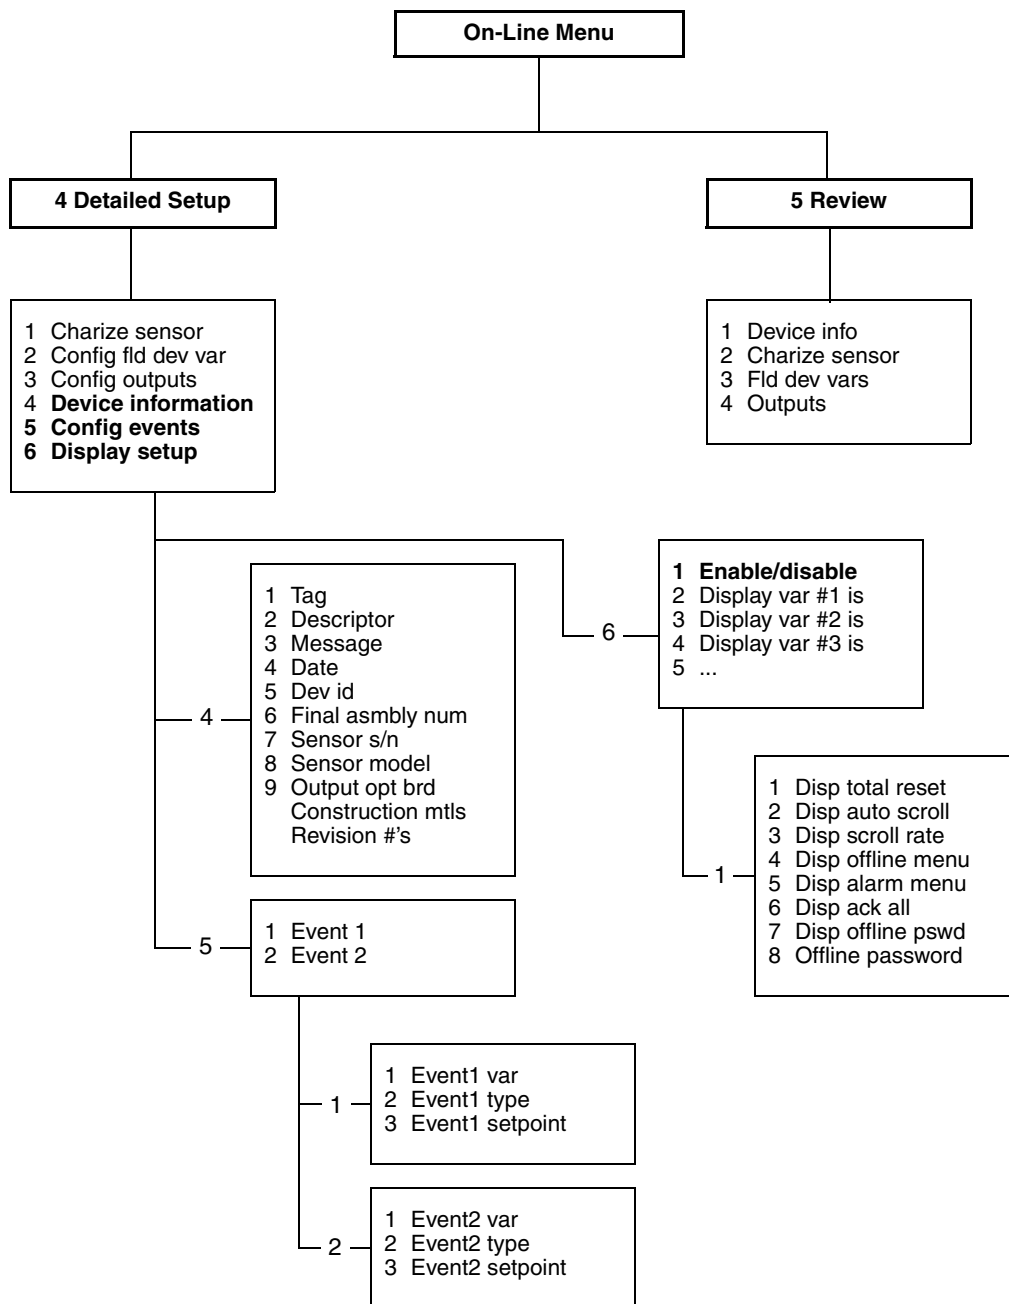 On-Line Menu
4 Detailed Setup
5 Review
1 Charize sensor
2 Config fld dev var
3 Config outputs
4 Device information
5 Config events
6 Display setup
1 Device info
2 Charize sensor
3 Fld dev vars
4 Outputs
4
1 Tag
2 Descriptor
3 Message
4 Date
5 Dev id
6 Final asmbly num
7 Sensor s/n
8 Sensor model
9 Output opt brd
Construction mtls
Revision #'s
6
1 Enable/disable
2 Display var #1 is
3 Display var #2 is
4 Display var #3 is
5 ...
1
1 Disp total reset
2 Disp auto scroll
3 Disp scroll rate
4 Disp offline menu
5 Disp alarm menu
6 Disp ack all
7 Disp offline pswd
8 Offline password
5
1 Event 1
2 Event 2
1
1 Event1 var
2 Event1 type
3 Event1 setpoint
2
1 Event2 var
2 Event2 type
3 Event2 setpoint